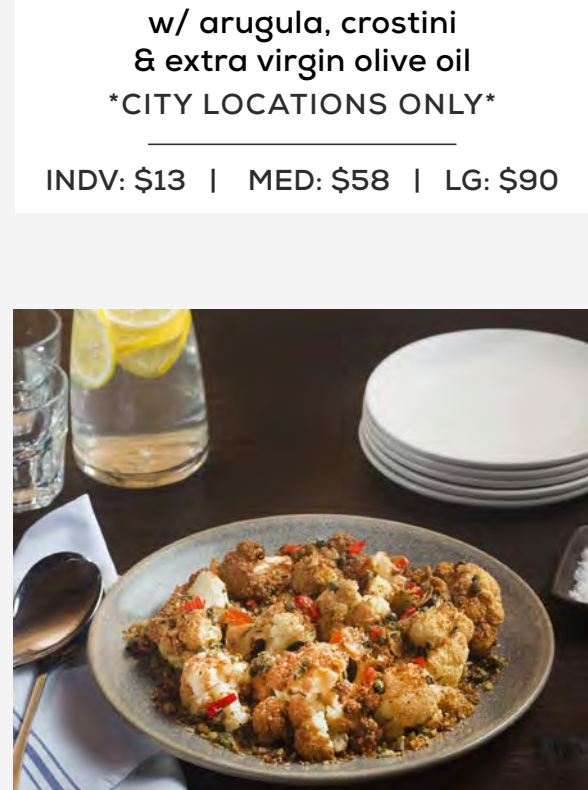 w/ arugula, crostini
& extra virgin olive oil
*CITY LOCATIONS ONLY*
INDV: $13 | MED: $58 | LG: $90